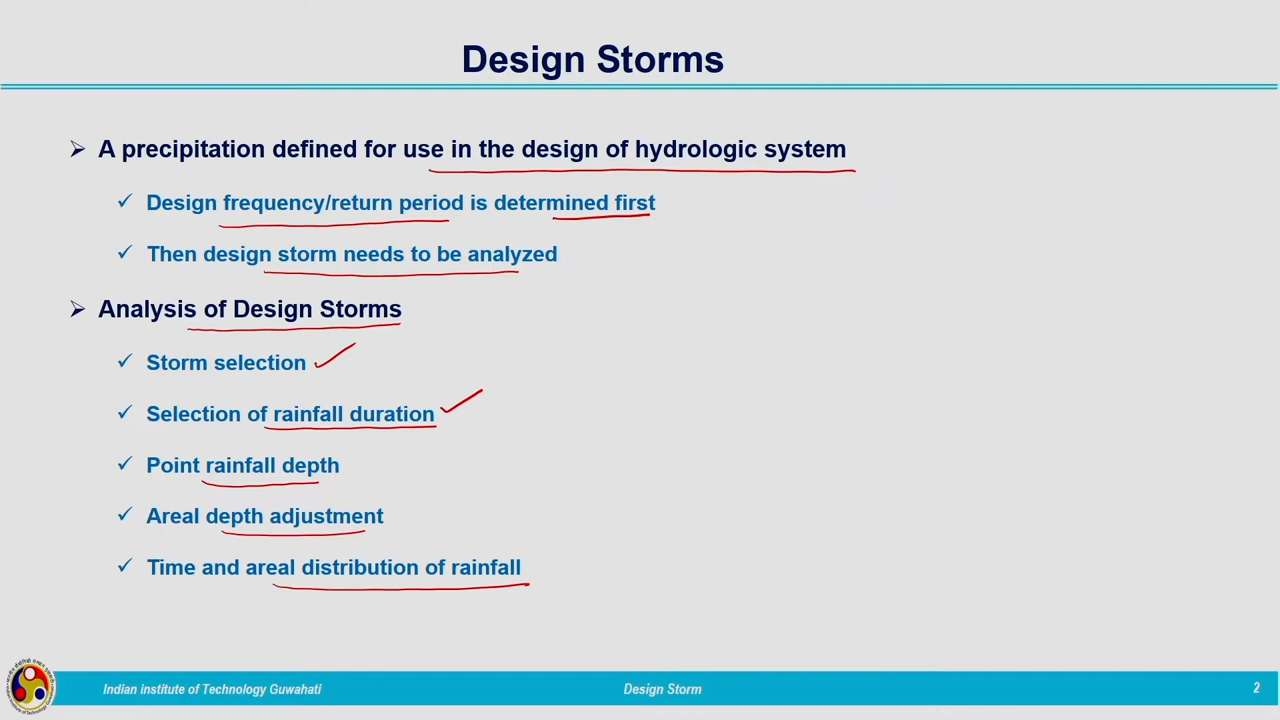 Design Storms
A precipitation defined for use in the design of hydrologic system
Design frequency/return period is determined first
Then design storm needs to be analyzed
Analysis of Design Storms
Storm selection
Selection of rainfall duration
Point rainfall depth
Areal depth adjustment
Time and areal distribution of rainfall
Indian institute of Technology Guwahati
Design Storm
2